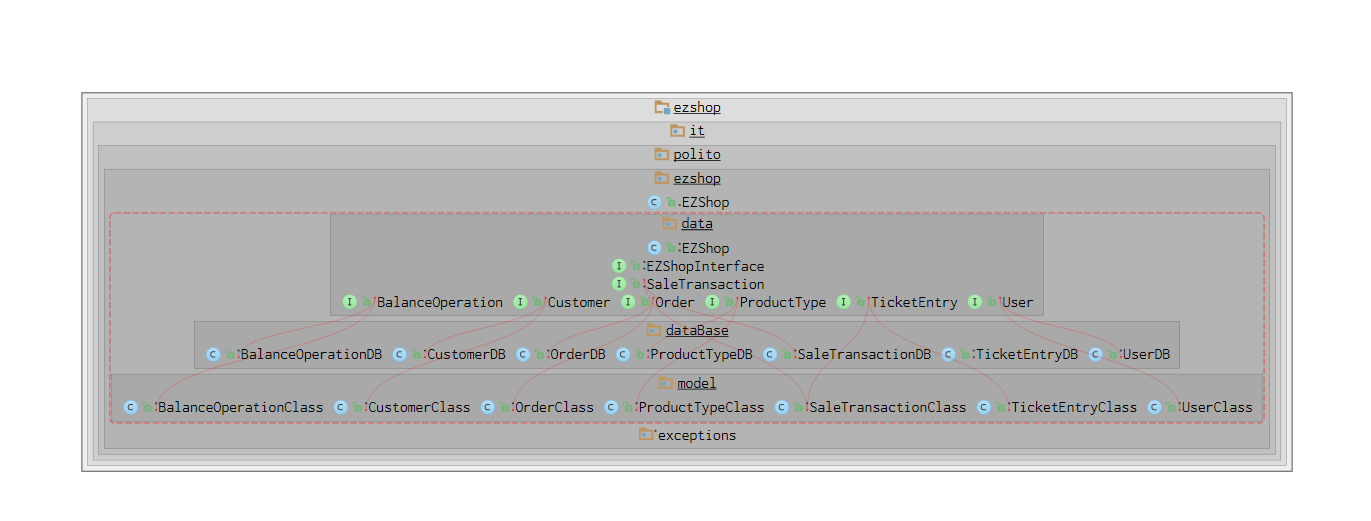 ezshop
it
polito
ezshop
EZShop
data
EZShop
EZShopInterface
SaleTransaction
BalanceOperation Customer Order ProductType TicketEntry User
dataBase
BalanceOperationDB CustomerDB OrderDB ProductTypeDB SaleTransactionDB TicketEntryDB UserDB
model
BalanceOperationClass CustomerClass OrderClass ProductTypeClass SaleTransactionClass TicketEntryClass UserClass
exceptions